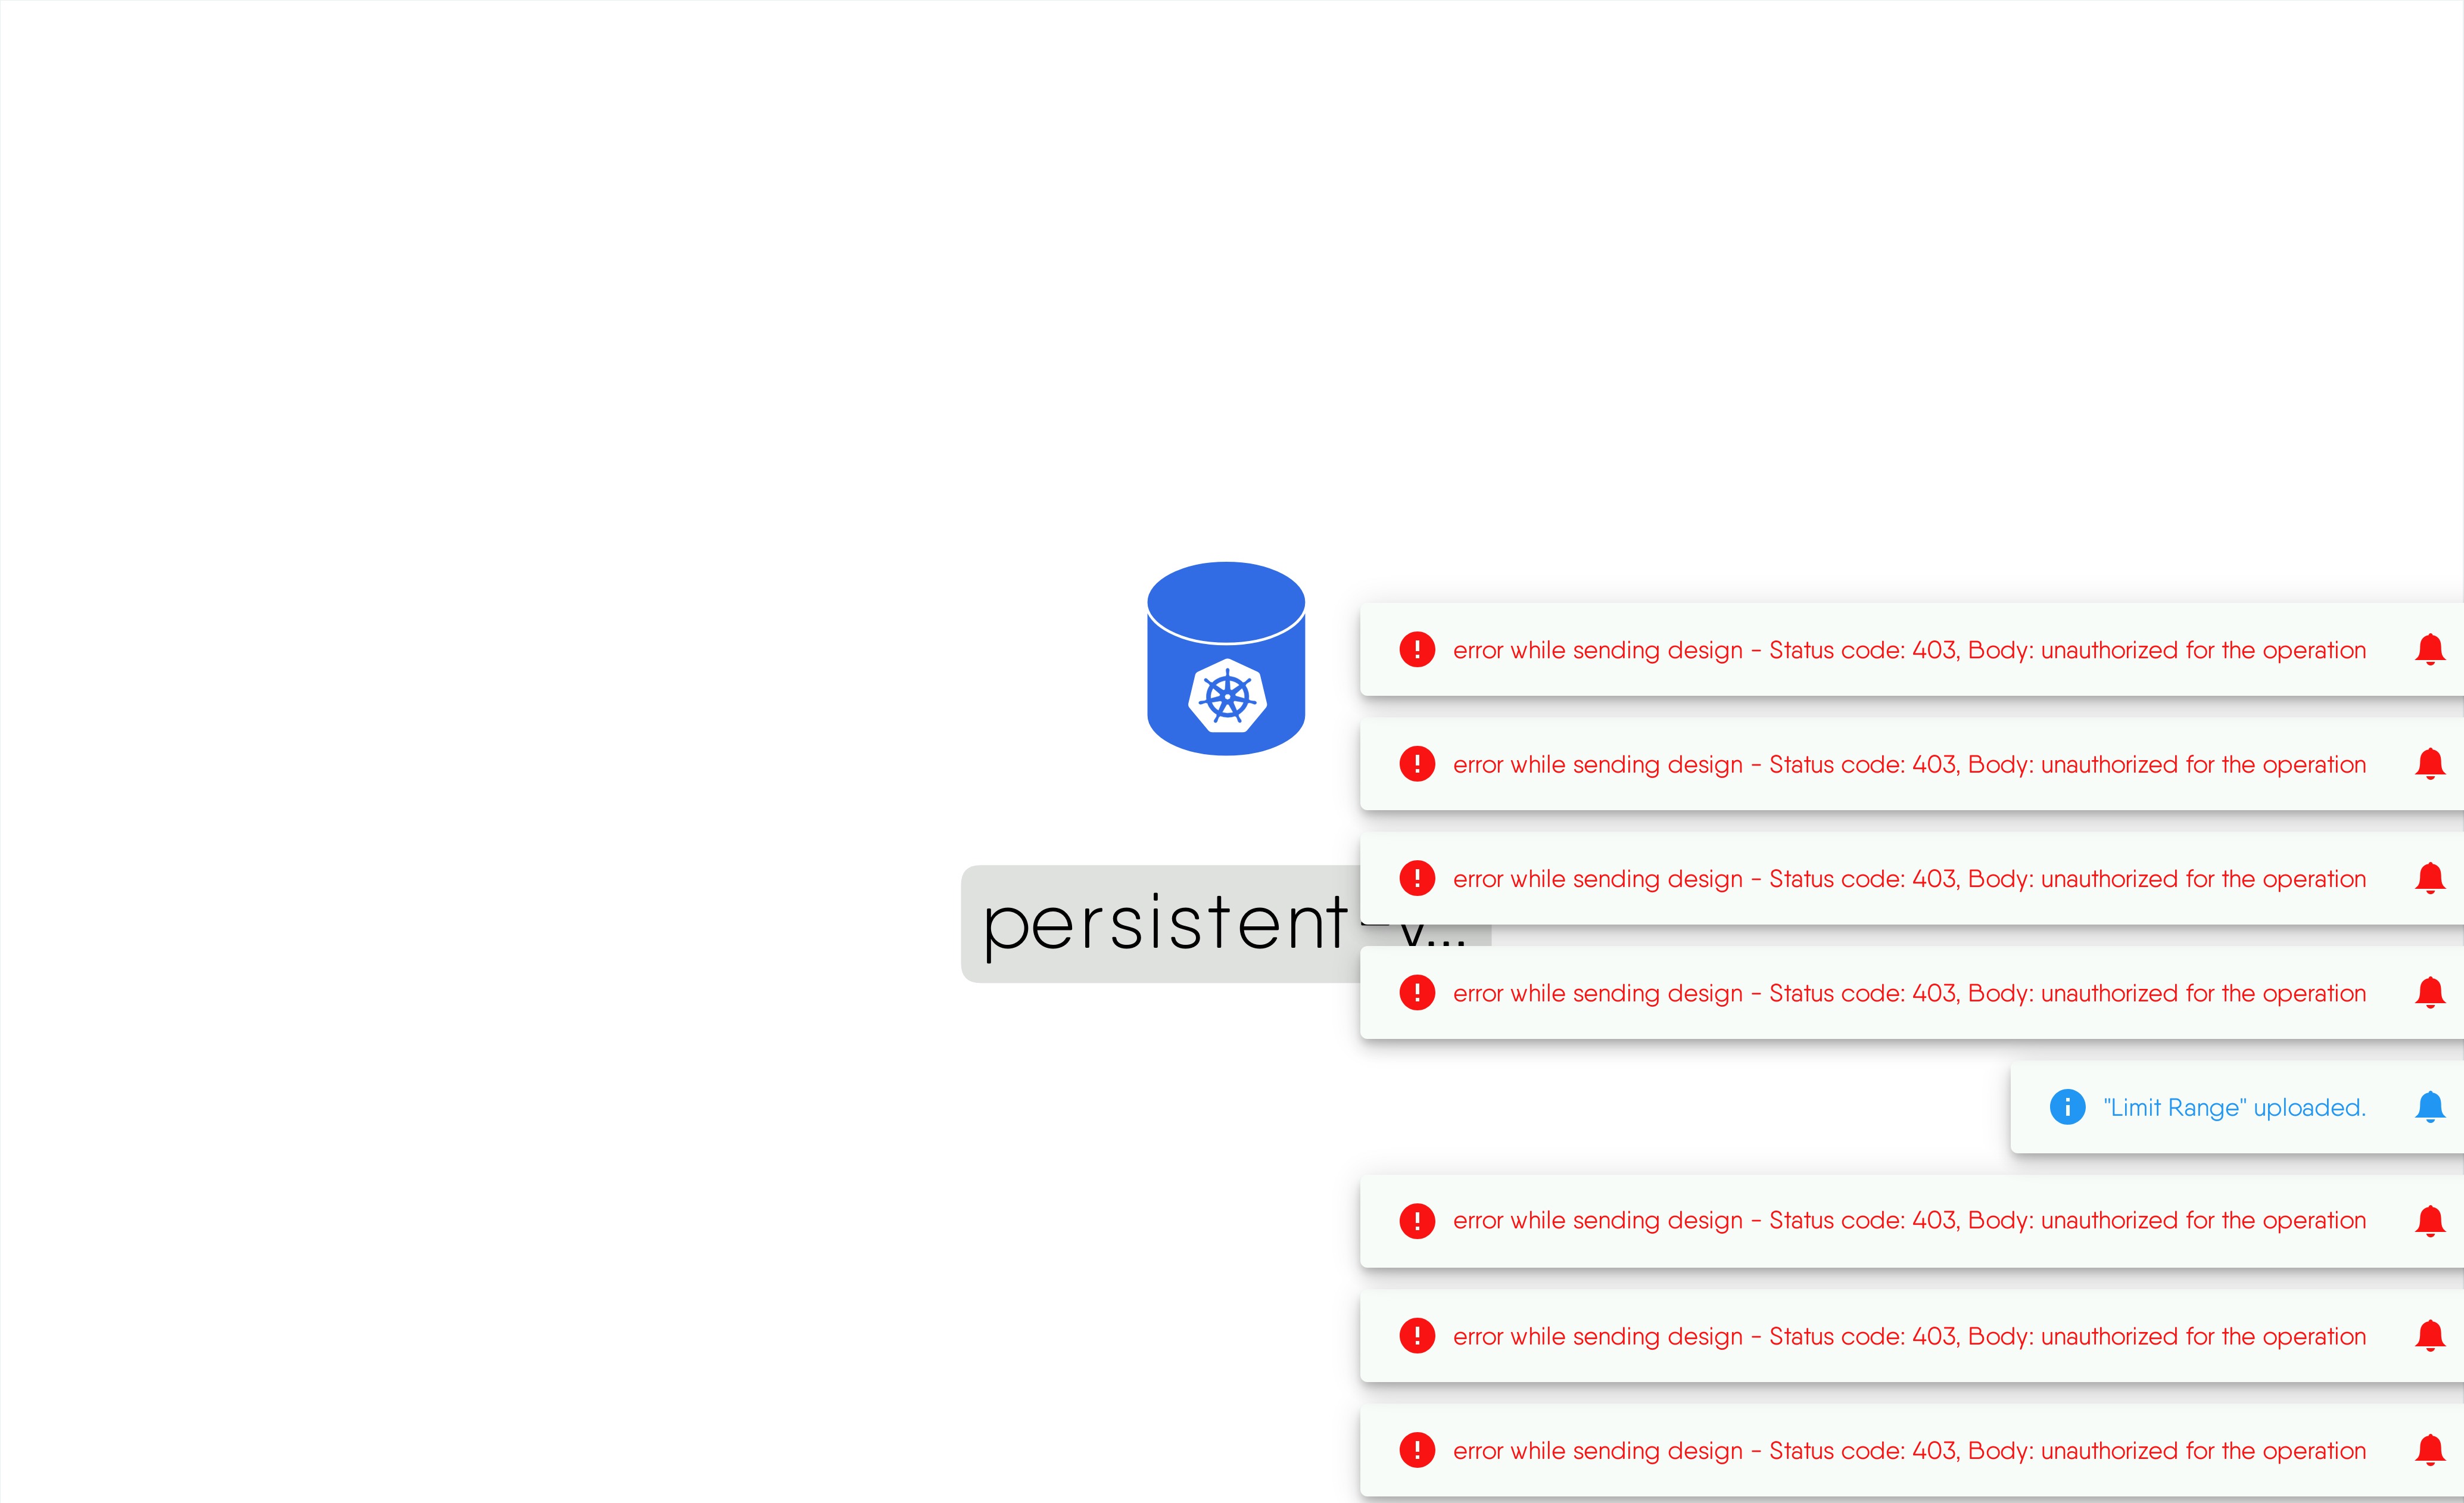 error while sending design - Status code: 403, Body: unauthorized for the operation
error while sending design - Status code: 403, Body: unauthorized for the operation
error while sending design - Status code: 403, Body: unauthorized for the operation
persistent-v...
error while sending design - Status code: 403, Body: unauthorized for the operation
"Limit Range" uploaded.
error while sending design - Status code: 403, Body: unauthorized for the operation
error while sending design - Status code: 403, Body: unauthorized for the operation
error while sending design - Status code: 403, Body: unauthorized for the operation